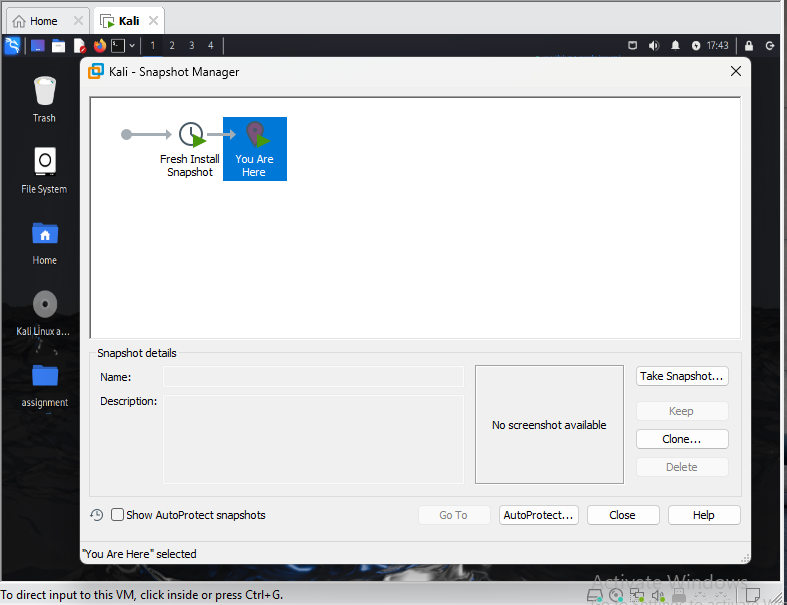 Home
Kali
1 2 3 4
17:43
Kali - Snapshot Manager
Trash
File System
Home
Kali Linux a...
assignment
Fresh Install
Snapshot
You Are
Here
Snapshot details
Name:
Description:
No screenshot available
Take Snapshot...
Keep
Clone...
Delete
Show AutoProtect snapshots
Go To
AutoProtect...
Close
Help
"You Are Here" selected
Activate Windows
To direct input to this VM, click inside or press Ctrl+G.